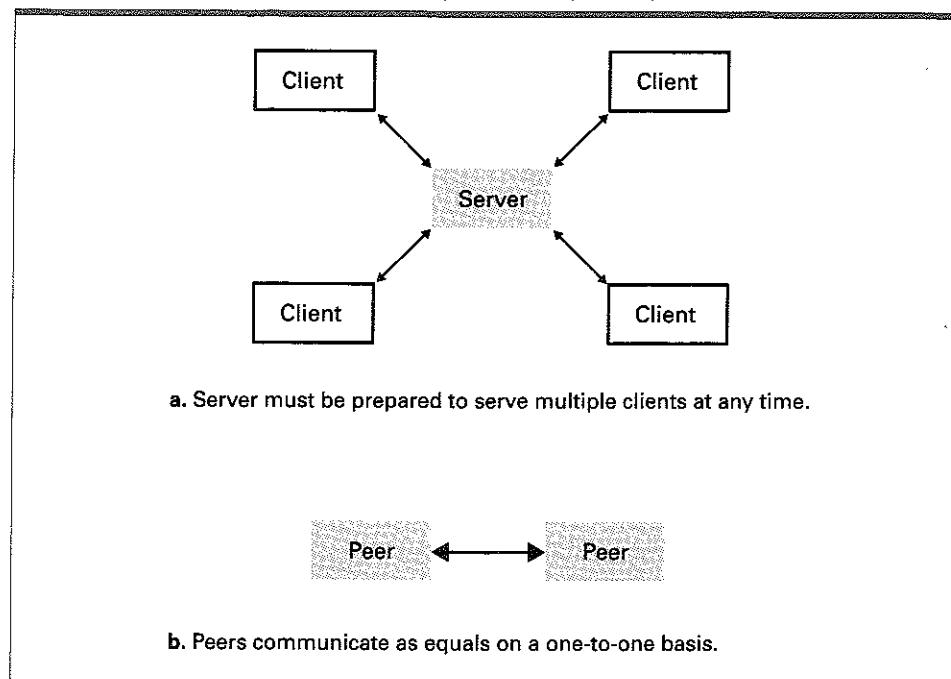 Client
Client
Server
Client
Client
a. Server must be prepared to serve multiple clients at any time.
Peer
Peer
b. Peers communicate as equals on a one-to-one basis.